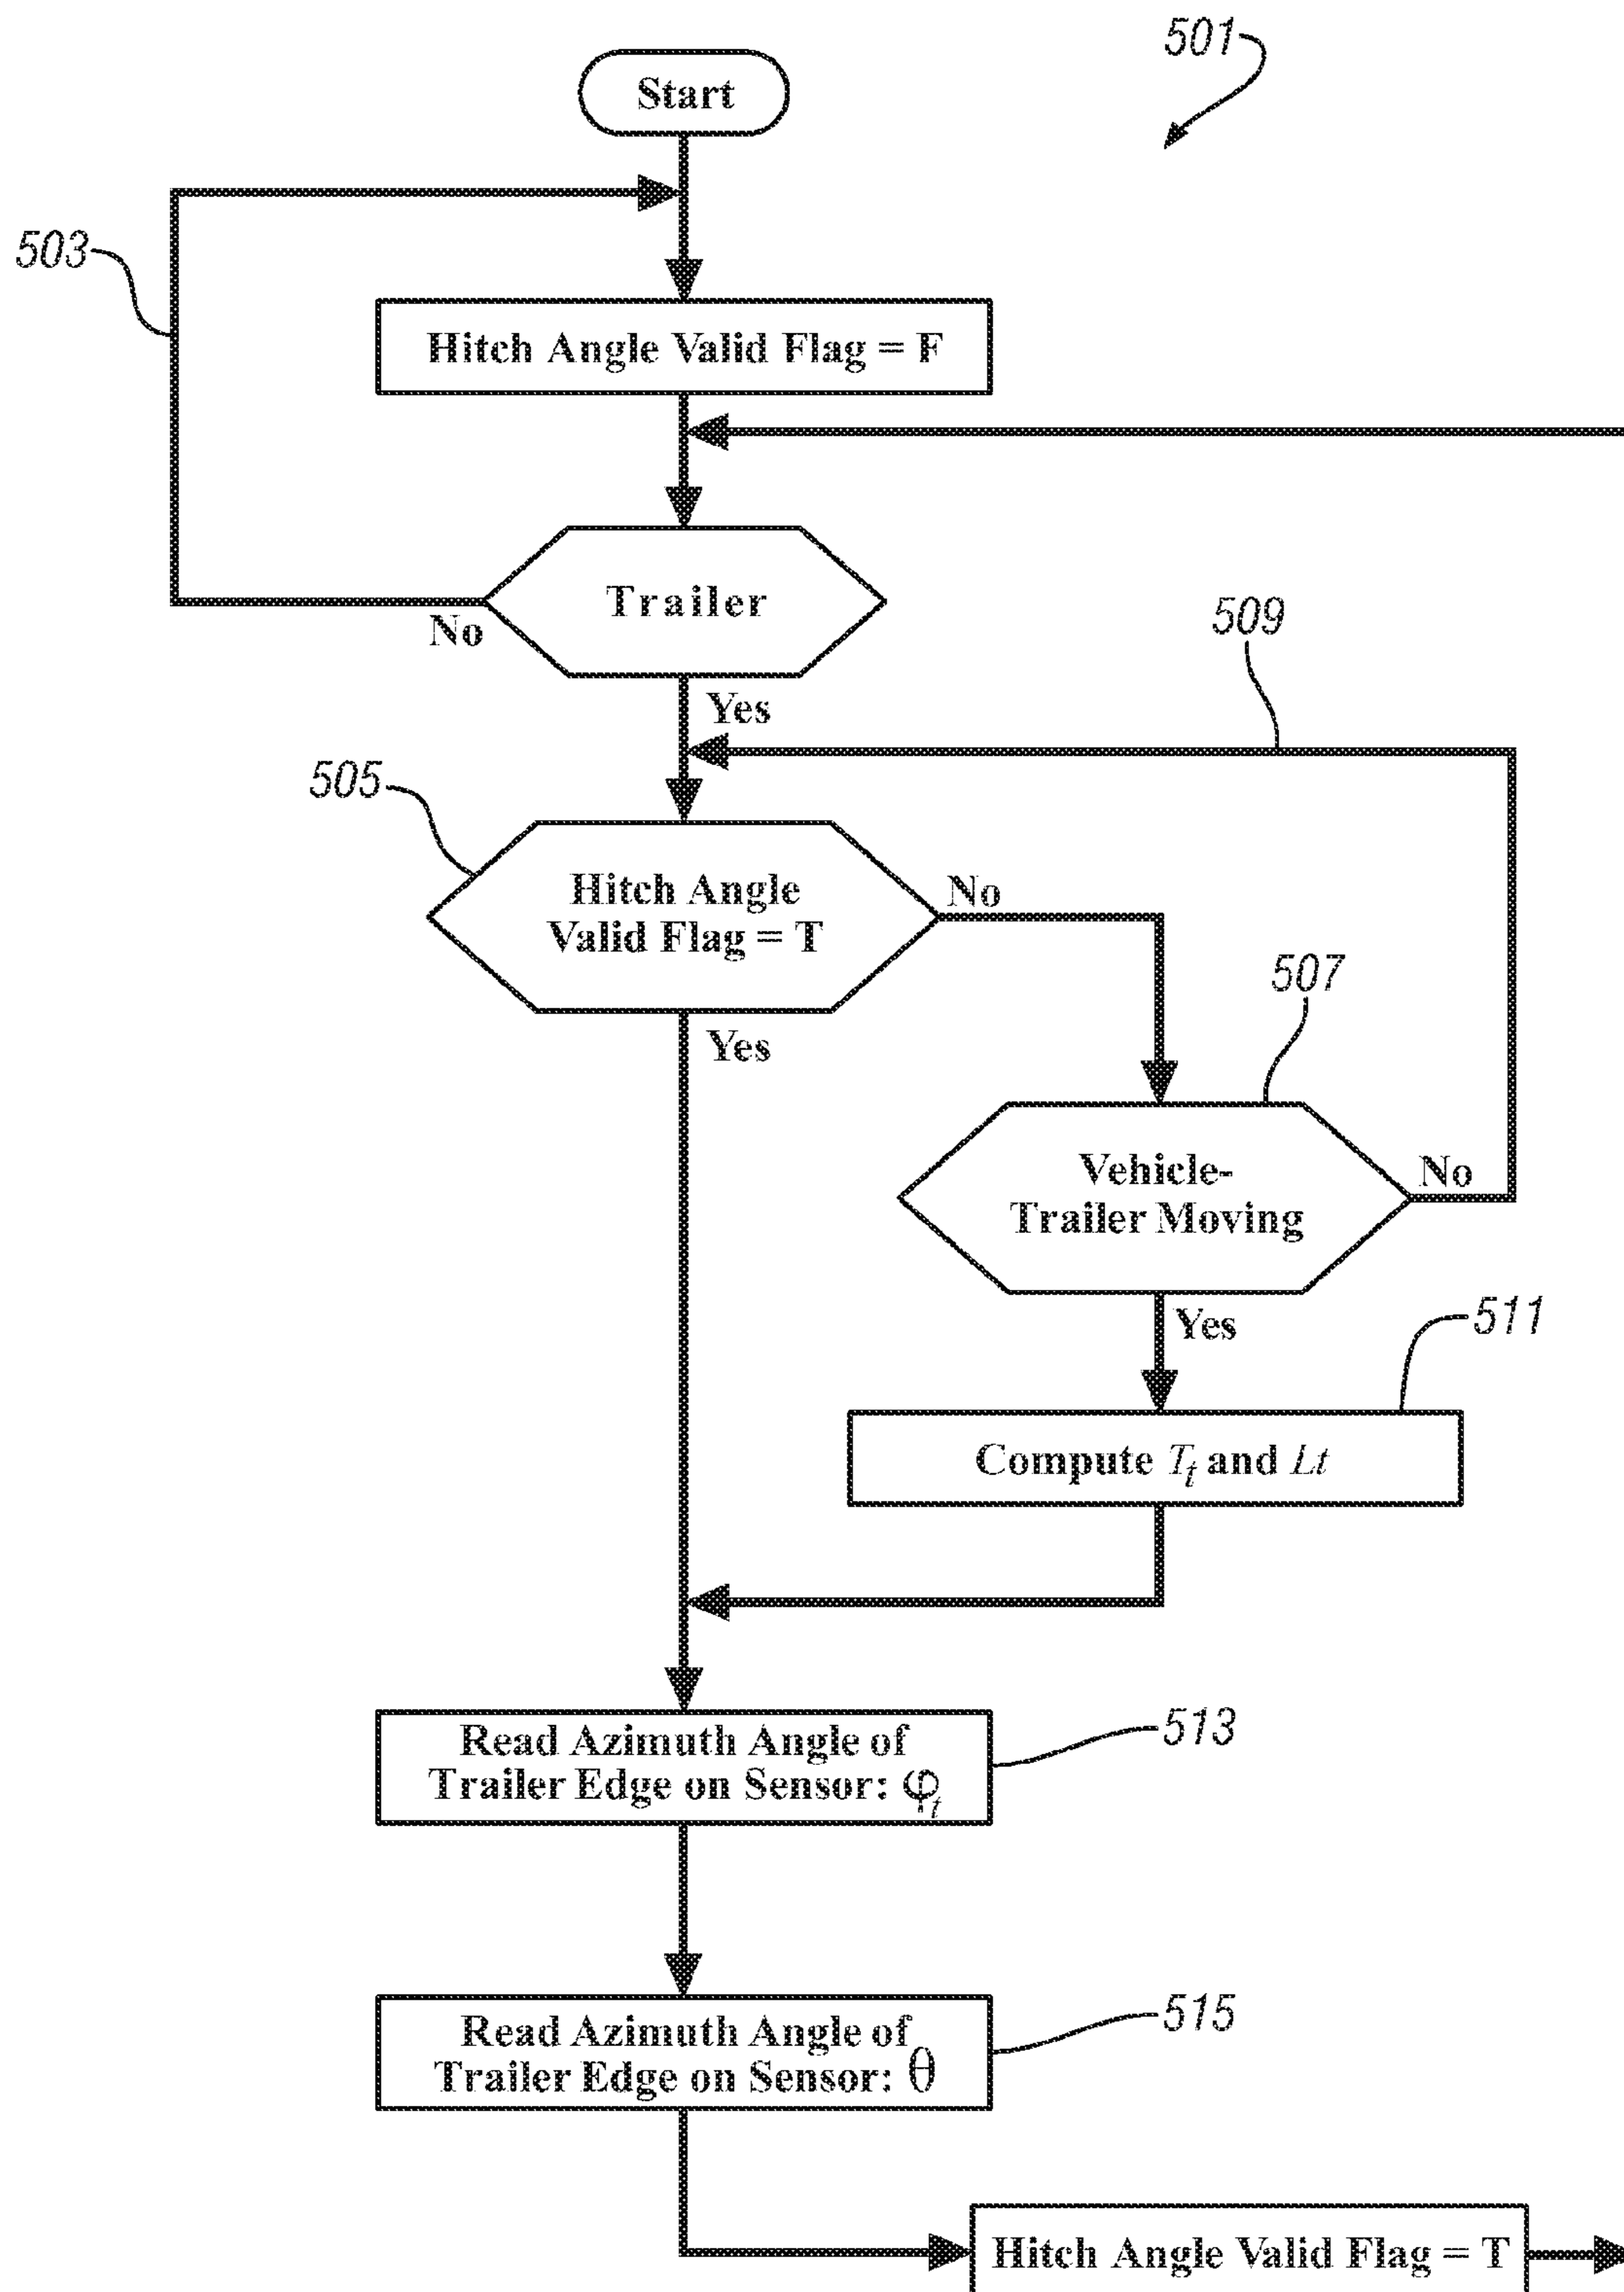 501
Start
503
Hitch Angle Valid Flag = F
Trailer
No
Yes
509
505
Hitch Angle
Valid Flag = T
No
Yes
507
Vehicle-
Trailer Moving
No
Yes
511
Compute Tt and Lt
Read Azimuth Angle of
Trailer Edge on Sensor: φt
513
Read Azimuth Angle of
Trailer Edge on Sensor: θ
515
Hitch Angle Valid Flag = T